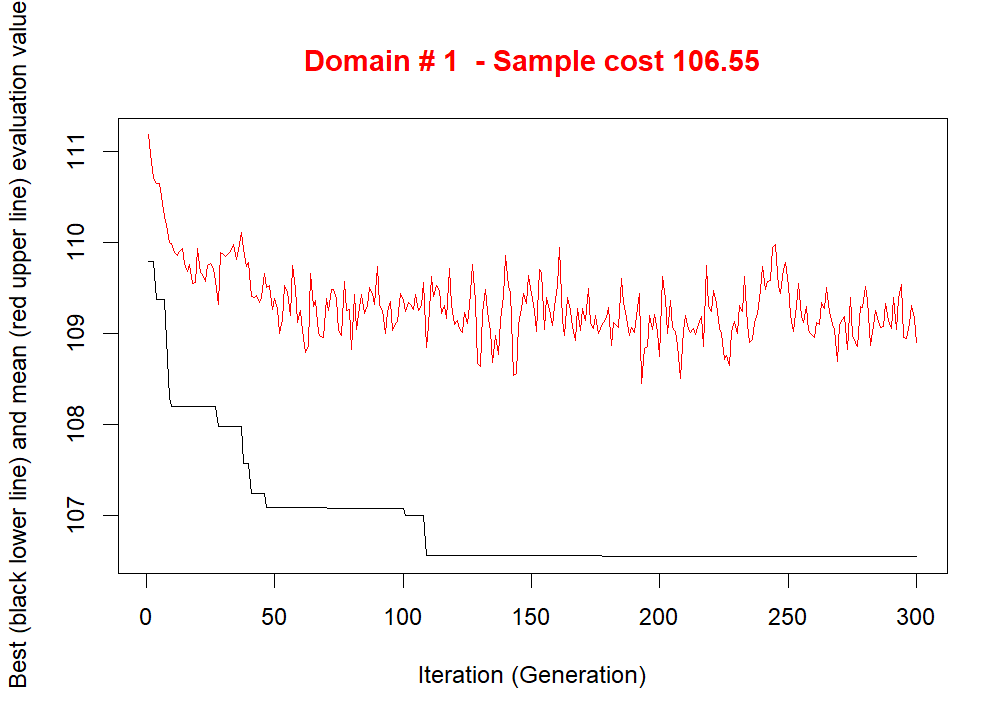 Domain # 1 - Sample cost 106.55
Best (black lower line) and mean (red upper line) evaluation value
111
110
109
108
107
0 50 100 150 200 250 300
Iteration (Generation)